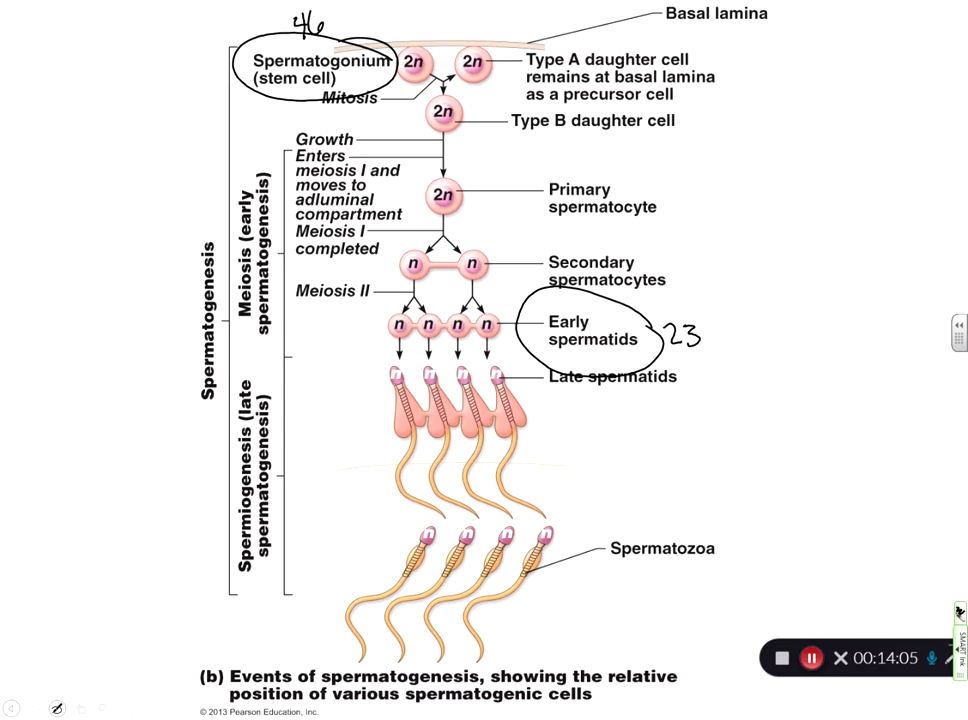 46
Basal lamina
Spermatogonium
(stem cell)
2n
2n
Type A daughter cell
remains at basal lamina
as a precursor cell
Mitosis
2n
Type B daughter cell
Growth
Enters
meiosis I and
moves to
adluminal
compartment
2n
Primary
spermatocyte
Meiosis I
completed
n
n
Secondary
spermatocytes
Meiosis II
n
n
n
n
Early
spermatids
23
n
n
n
n
Late spermatids
n
n
n
n
Spermatozoa
Spermatogenesis
Meiosis (early
spermatogenesis)
Spermiogenesis (late
spermatogenesis)
(b) Events of spermatogenesis, showing the relative
position of various spermatogenic cells
© 2013 Pearson Education, Inc.
00:14:05
SMART Ink